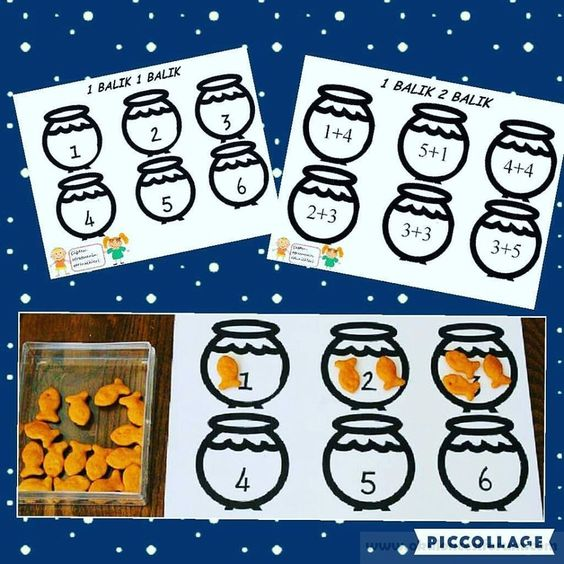 1 BALIK 1 BALIK
1 2 3
4 5 6
1 BALIK 2 BALIK
1+4 5+1 4+4
2+3 3+3 3+5
1 2 3
4 5 6
PICCOLLAGE